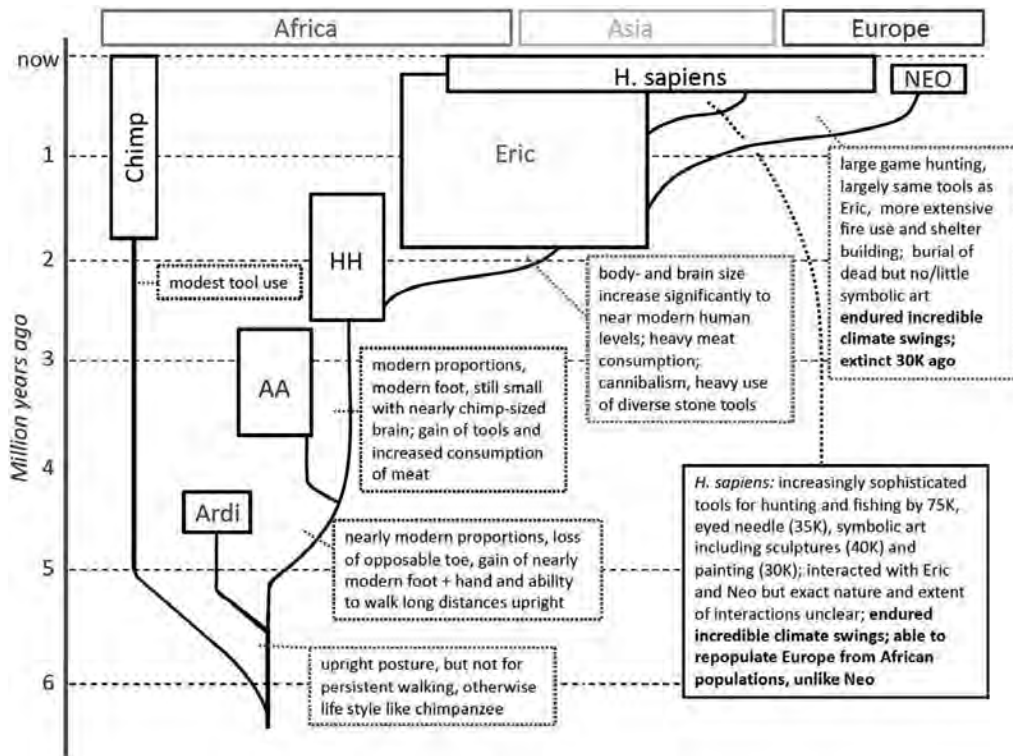 Africa
Asia
Europe
now
1
2
3
4
5
6
Million years ago
Chimp
H. sapiens
NEO
Eric
HH
AA
Ardi
modest tool use
large game hunting,
largely same tools as
Eric, more extensive
fire use and shelter
building; burial of
dead but no/little
symbolic art
endured incredible
climate swings;
extinct 30K ago
body- and brain size
increase significantly to
near modern human
levels; heavy meat
consumption;
cannibalism, heavy use
of diverse stone tools
modern proportions,
modern foot, still small
with nearly chimp-sized
brain; gain of tools and
increased consumption
of meat
nearly modern proportions, loss
of opposable toe, gain of nearly
modern foot + hand and ability
to walk long distances upright
upright posture, but not for
persistent walking, otherwise
life style like chimpanzee
H. sapiens: increasingly sophisticated
tools for hunting and fishing by 75K,
eyed needle (35K), symbolic art
including sculptures (40K) and
painting (30K); interacted with Eric
and Neo but exact nature and extent
of interactions unclear; endured
incredible climate swings; able to
repopulate Europe from African
populations, unlike Neo